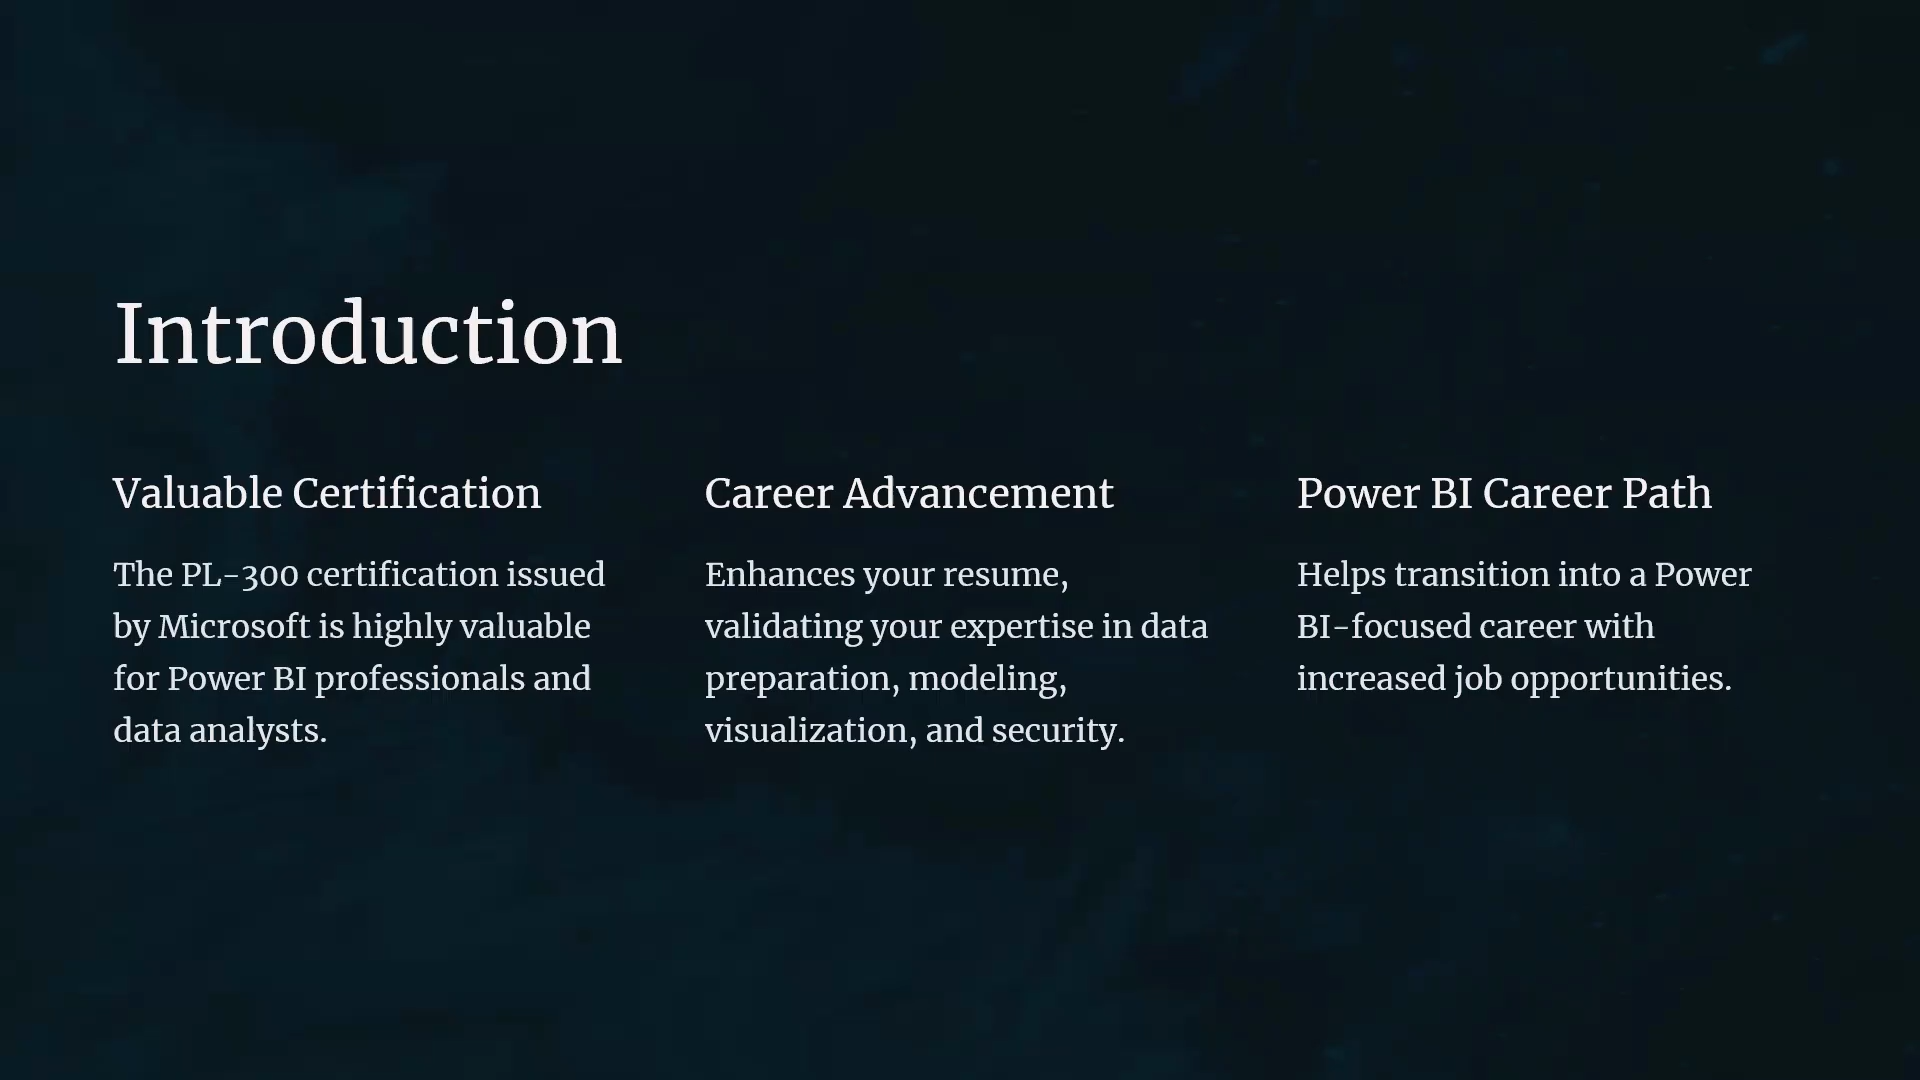 Introduction
Valuable Certification
The PL-300 certification issued
by Microsoft is highly valuable
for Power BI professionals and
data analysts.
Career Advancement
Enhances your resume,
validating your expertise in data
preparation, modeling,
visualization, and security.
Power BI Career Path
Helps transition into a Power
BI-focused career with
increased job opportunities.